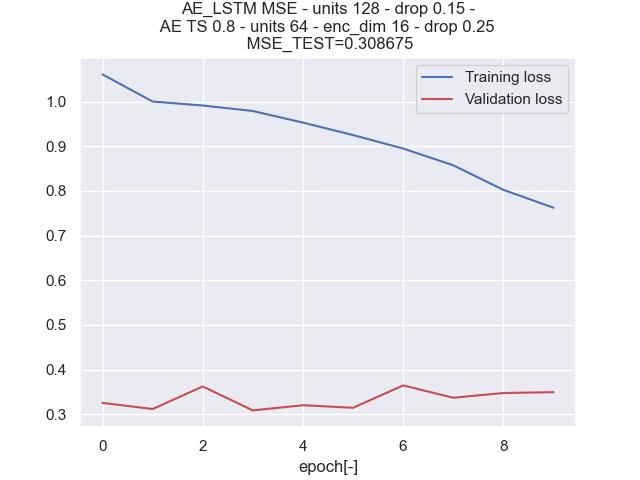 AE_LSTM MSE - units 128 - drop 0.15 -
AE TS 0.8 - units 64 - enc_dim 16 - drop 0.25
MSE_TEST=0.308675
Training loss
Validation loss
1.0
0.9
0.8
0.7
0.6
0.5
0.4
0.3
0
2
4
6
8
epoch[-]